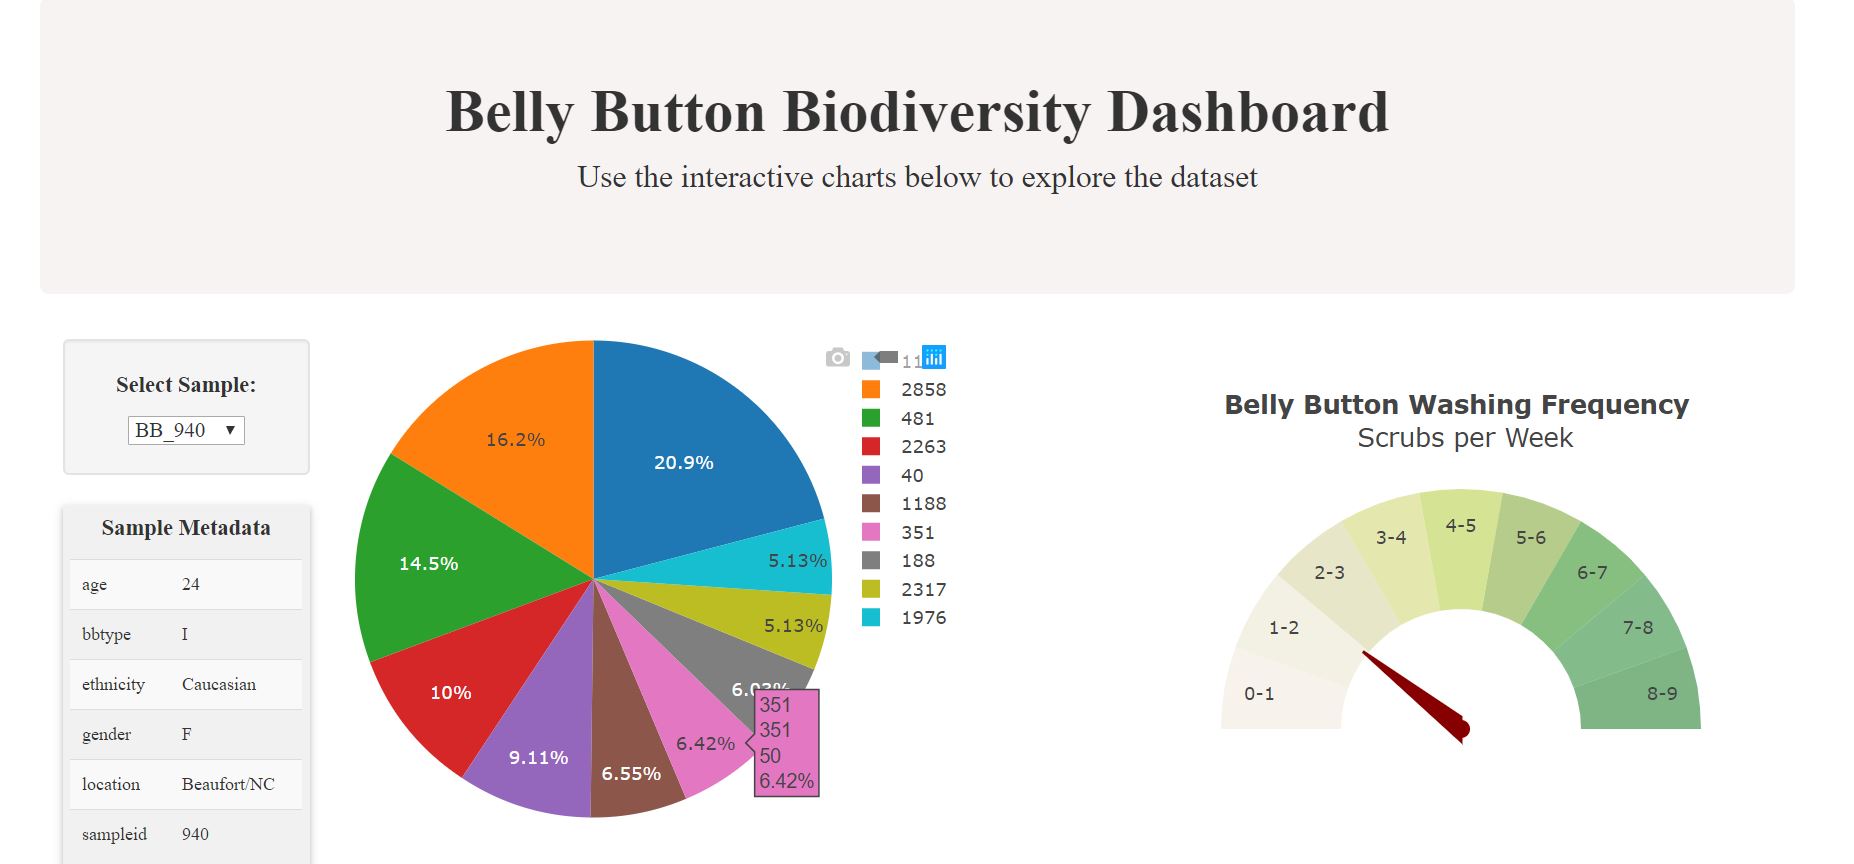 Belly Button Biodiversity Dashboard
Use the interactive charts below to explore the dataset
Select Sample:
BB_940
Sample Metadata
age 24
bbtype I
ethnicity Caucasian
gender F
location Beaufort/NC
sampleid 940
20.9%
16.2%
14.5%
10%
9.11%
6.55%
6.42%
5.13%
5.13%
351
351
50
6.42%
2858
481
2263
40
1188
351
188
2317
1976
Belly Button Washing Frequency
Scrubs per Week
0-1
1-2
2-3
3-4
4-5
5-6
6-7
7-8
8-9